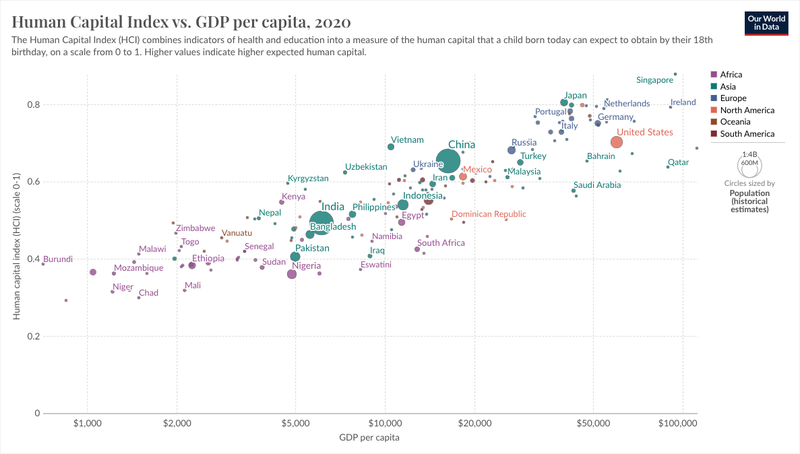 Human Capital Index vs. GDP per capita, 2020
Our World
in Data
The Human Capital Index (HCI) combines indicators of health and education into a measure of the human capital that a child born today can expect to obtain by their 18th
birthday, on a scale from 0 to 1. Higher values indicate higher expected human capital.
Human capital index (HCI) (scale 0-1)
0.8
0.6
0.4
0.2
0
Singapore
Japan
Netherlands
Ireland
Portugal
Germany
Italy
Vietnam
China
Russia
United States
Ukraine
Turkey
Bahrain
Qatar
Uzbekistan
Mexico
Malaysia
Kyrgyzstan
Iran
Saudi Arabia
Kenya
Indonesia
Nepal
India
Philippines
Egypt
Dominican Republic
Zimbabwe
Vanuatu
Bangladesh
Namibia
Togo
Senegal
South Africa
Malawi
Pakistan
Iraq
Burundi
Mozambique
Ethiopia
Sudan
Nigeria
Eswatini
Niger
Chad
Mali
$1,000
$2,000
$5,000
$10,000
$20,000
$50,000
$100,000
GDP per capita
Africa
Asia
Europe
North America
Oceania
South America
1:4B
600M
Circles sized by
Population
(historical
estimates)